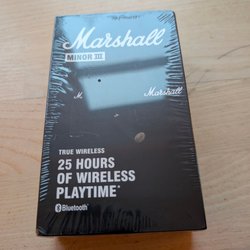 Marshall
MINOR III
Marshall
TRUE WIRELESS
25 HOURS
OF WIRELESS
PLAYTIME*
Bluetooth®